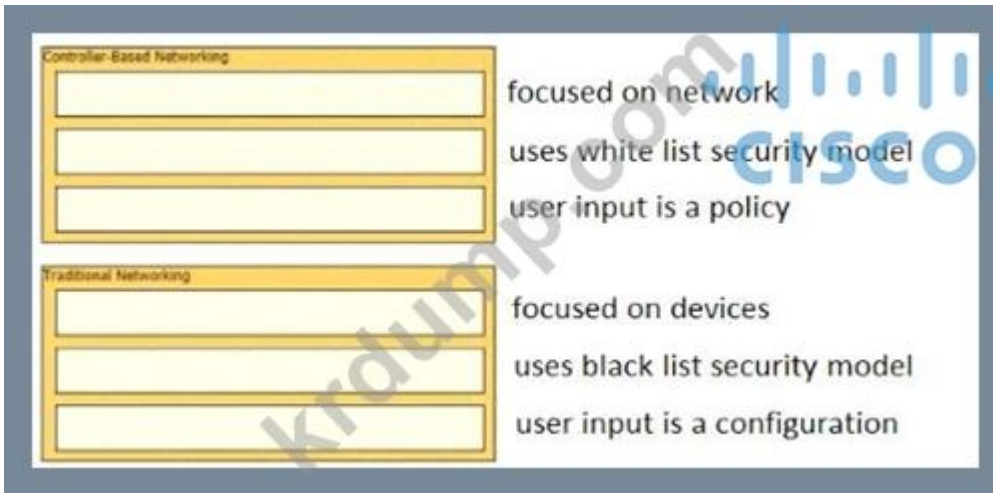 Controller-Based Networking
focused on network
uses white list security model
user input is a policy
Traditional Networking
focused on devices
uses black list security model
user input is a configuration
krdump.com
CISCO